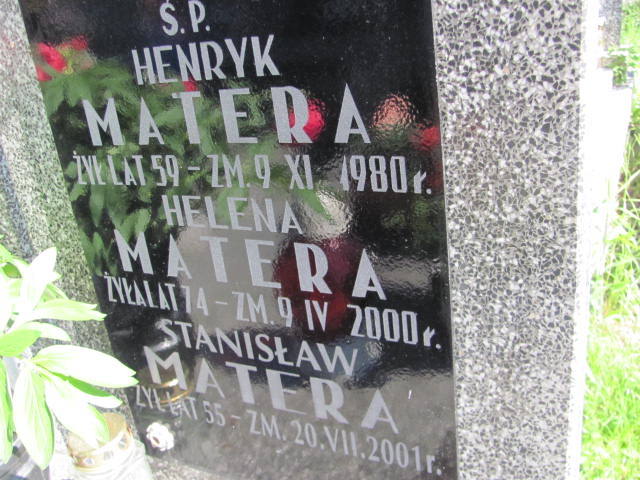 Ś.P.
HENRYK
MATERA
ŻYŁ LAT 59 - ZM. 9 XI 1980 r.
HELENA
MATERA
ŻYŁA LAT 74 - ZM. 9 IV 2000 r.
STANISŁAW
MATERA
ŻYŁ LAT 55 - ZM. 20.VII.2001 r.